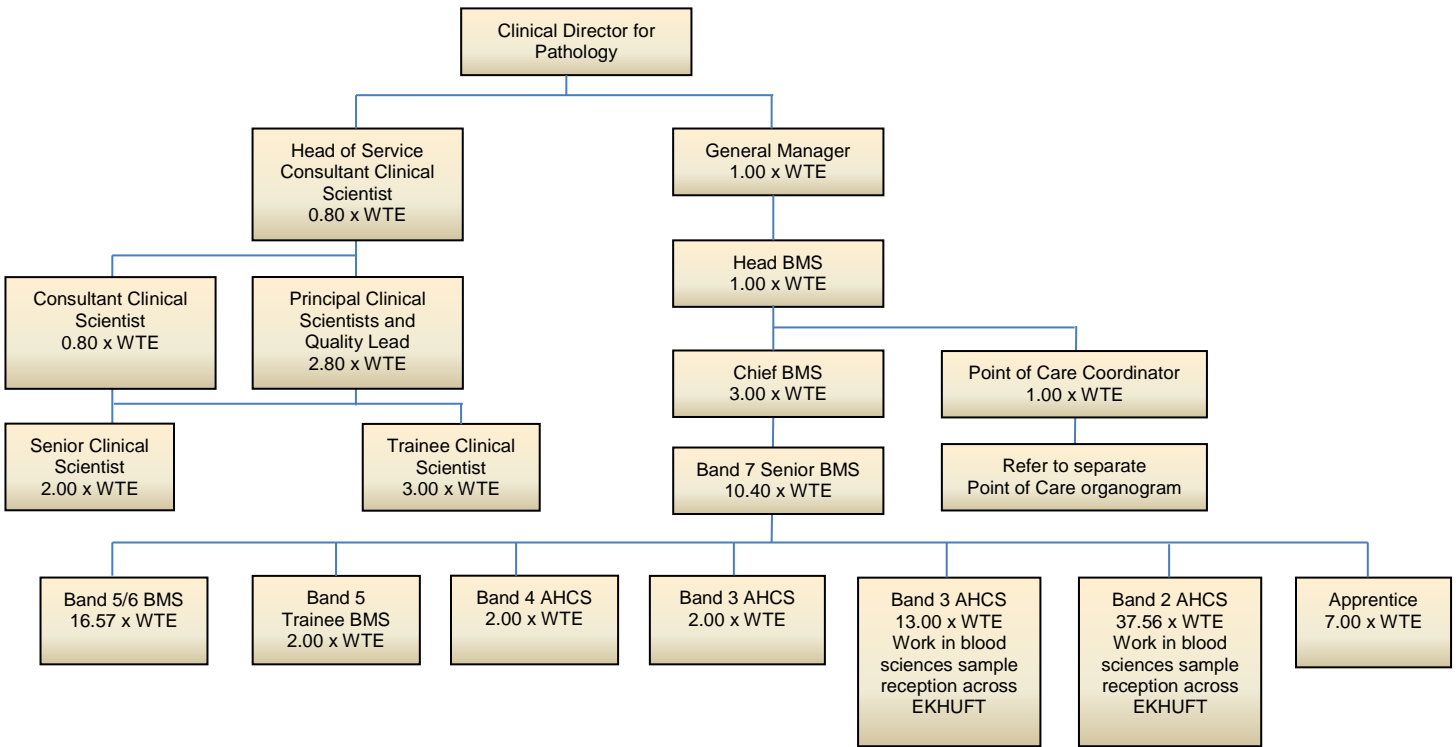 Clinical Director for
Pathology
Head of Service
Consultant Clinical
Scientist
0.80 x WTE
General Manager
1.00 x WTE
Head BMS
1.00 x WTE
Consultant Clinical
Scientist
0.80 x WTE
Principal Clinical
Scientists and
Quality Lead
2.80 x WTE
Chief BMS
3.00 x WTE
Point of Care Coordinator
1.00 x WTE
Senior Clinical
Scientist
2.00 x WTE
Trainee Clinical
Scientist
3.00 x WTE
Band 7 Senior BMS
10.40 x WTE
Refer to separate
Point of Care organogram
Band 5/6 BMS
16.57 x WTE
Band 5
Trainee BMS
2.00 x WTE
Band 4 AHCS
2.00 x WTE
Band 3 AHCS
2.00 x WTE
Band 3 AHCS
13.00 x WTE
Work in blood
sciences sample
reception across
EKHUFT
Band 2 AHCS
37.56 x WTE
Work in blood
sciences sample
reception across
EKHUFT
Apprentice
7.00 x WTE